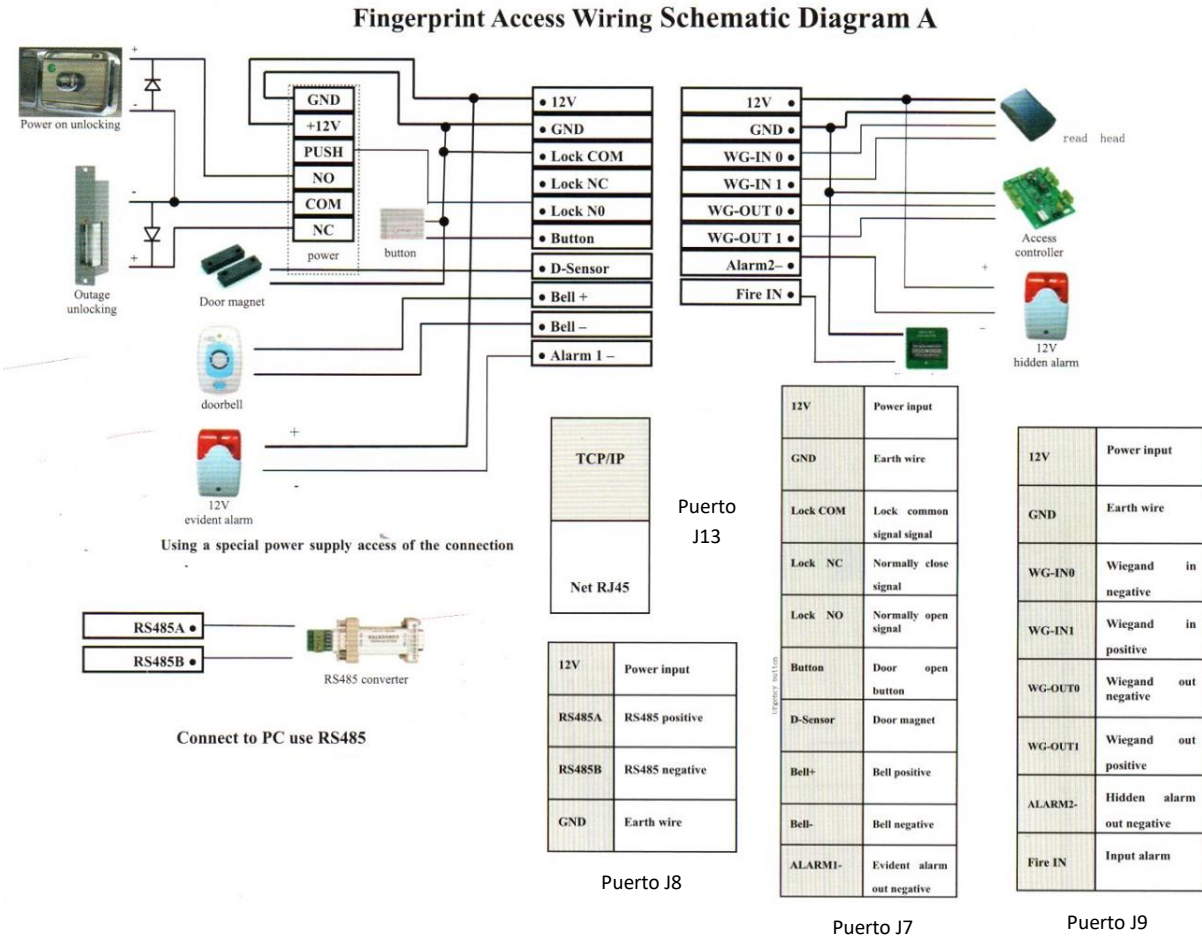 Fingerprint Access Wiring Schematic Diagram A
+
-
Power on unlocking
-
+
Outage
unlocking
GND
+12V
PUSH
NO
COM
NC
power
button
Door magnet
doorbell
+
-
12V
evident alarm
• 12V
• GND
• Lock COM
• Lock NC
• Lock N0
• Button
• D-Sensor
• Bell +
• Bell –
• Alarm 1 –
12V •
GND •
WG-IN 0 •
WG-IN 1 •
WG-OUT 0 •
WG-OUT 1 •
Alarm2– •
Fire IN •
read head
Access
controller
+
–
12V
hidden alarm
Using a special power supply access of the connection
RS485A •
RS485B •
RS485 converter
Connect to PC use RS485
TCP/IP
Net RJ45
Puerto
J13
12V Power input
RS485A RS485 positive
RS485B RS485 negative
GND Earth wire
Puerto J8
urgency button
12V Power input
GND Earth wire
Lock COM Lock common
signal signal
Lock NC Normally close
signal
Lock NO Normally open
signal
Button Door open
button
D-Sensor Door magnet
Bell+ Bell positive
Bell- Bell negative
ALARM1- Evident alarm
out negative
Puerto J7
12V Power input
GND Earth wire
WG-IN0 Wiegand in
negative
WG-IN1 Wiegand in
positive
WG-OUT0 Wiegand out
negative
WG-OUT1 Wiegand out
positive
ALARM2- Hidden alarm
out negative
Fire IN Input alarm
Puerto J9